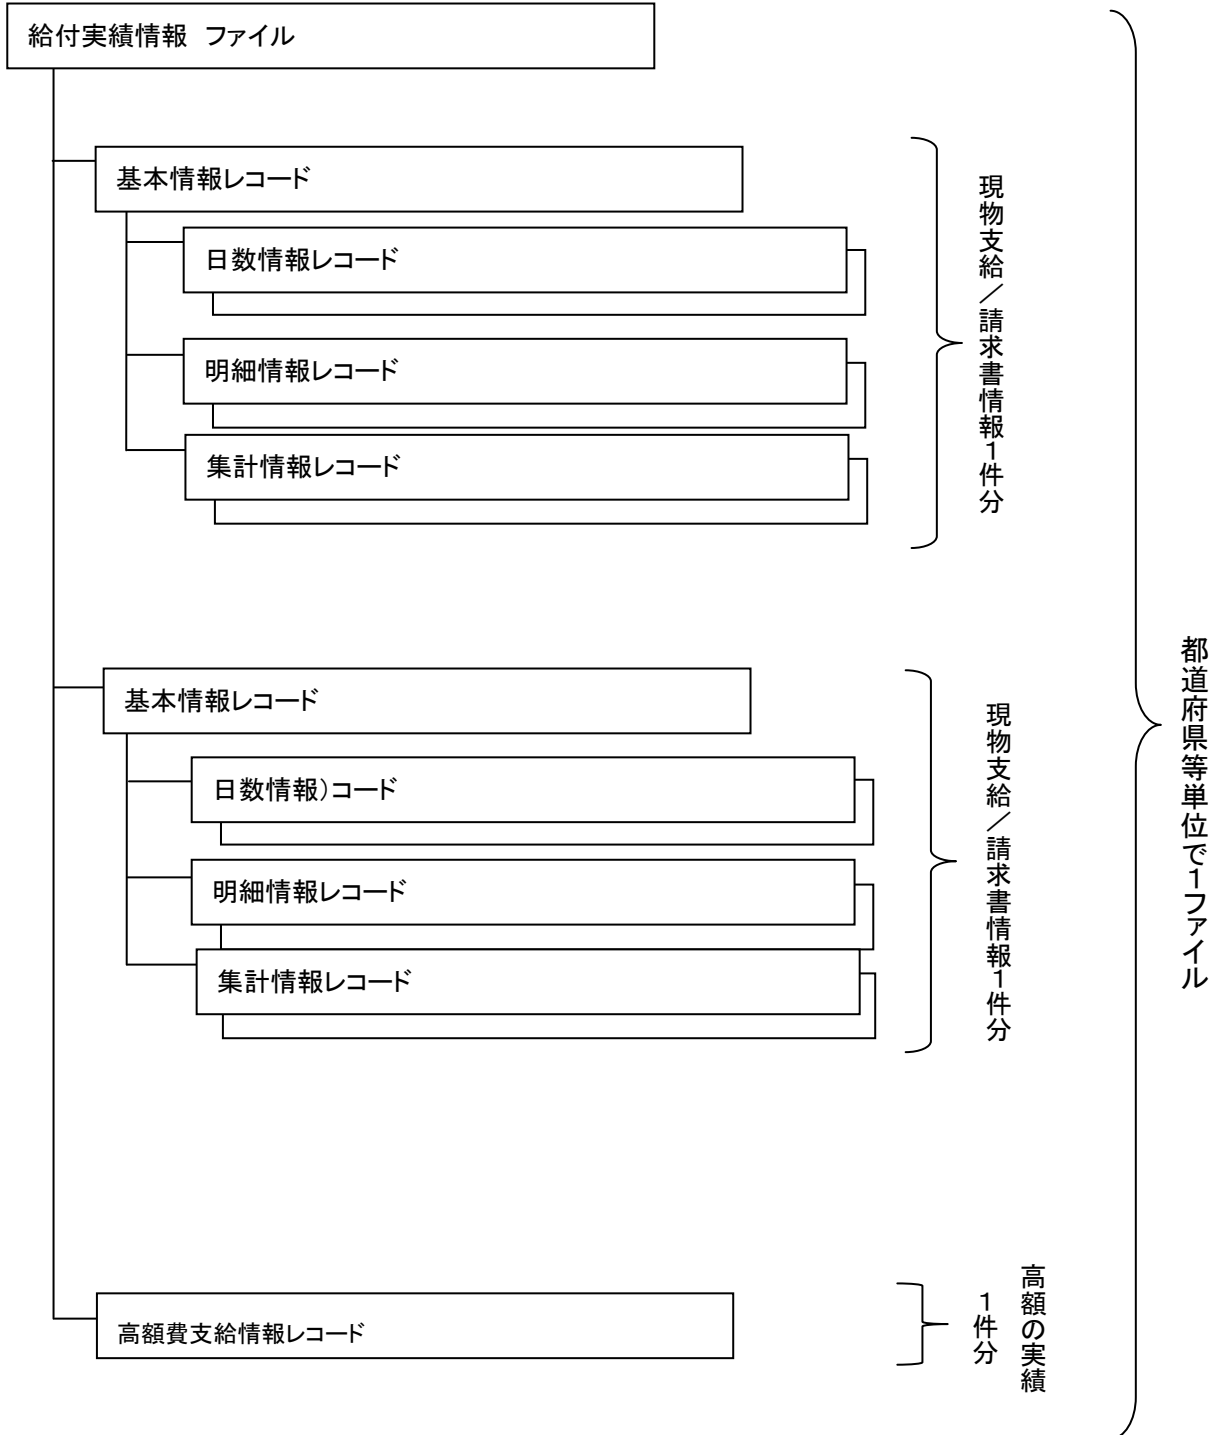 給付実績情報　ファイル
基本情報レコード
日数情報レコード
明細情報レコード
集計情報レコード
現物支給／請求書情報１件分
基本情報レコード
日数情報）コード
明細情報レコード
集計情報レコード
現物支給／請求書情報１件分
高額費支給情報レコード
高額の実績
１件分
都道府県等単位で１ファイル